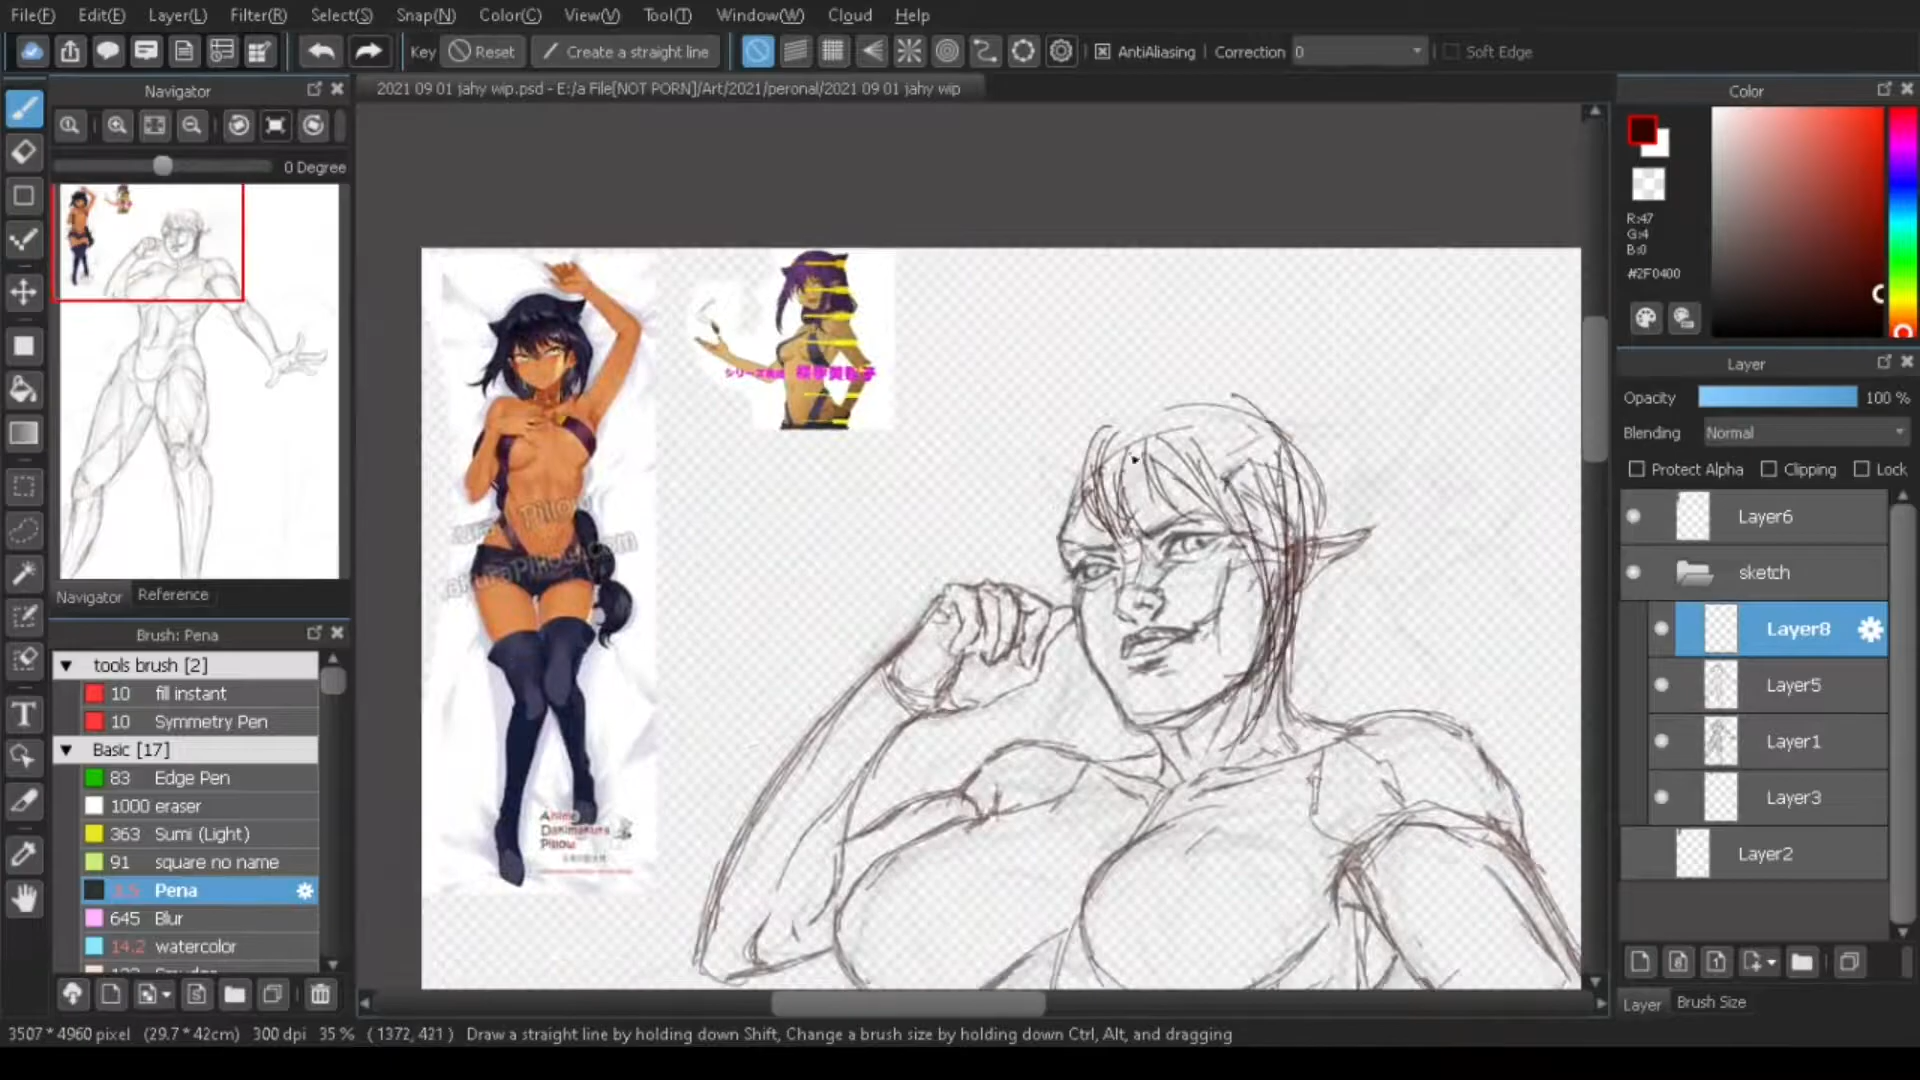 File(F) Edit(E) Layer(L) Filter(R) Select(S) Snap(N) Color(C) View(V) Tool(T) Window(W) Cloud Help
Key Reset Create a straight line AntiAliasing Correction 0 Soft Edge
Navigator
2021 09 01 jahy wip.psd - E:/a File[NOT PORN]/Art/2021/peronal/2021 09 01 jahy wip
Color
0 Degree
R:47
G:4
B:0
#2F0400
Layer
Opacity 100 %
Blending Normal
Protect Alpha Clipping Lock
Layer6
sketch
Layer8
Layer5
Layer1
Layer3
Layer2
Navigator Reference
Brush: Pena
tools brush [2]
10 fill instant
10 Symmetry Pen
Basic [17]
83 Edge Pen
1000 eraser
363 Sumi (Light)
91 square no name
Pena
645 Blur
14.2 watercolor
Pillow
Anime
Dakimakura
Pillow
Layer Brush Size
3507 * 4960 pixel (29.7 * 42cm) 300 dpi 35 % ( 1372, 421 ) Draw a straight line by holding down Shift, Change a brush size by holding down Ctrl, Alt, and dragging